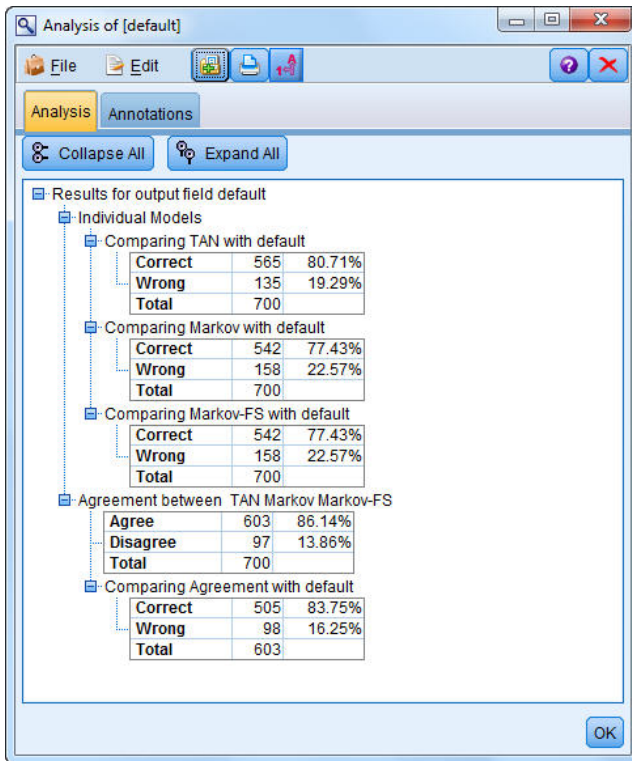 Analysis of [default]
File Edit
Analysis Annotations
Collapse All Expand All
Results for output field default
Individual Models
Comparing TAN with default
Correct 565 80.71%
Wrong 135 19.29%
Total 700
Comparing Markov with default
Correct 542 77.43%
Wrong 158 22.57%
Total 700
Comparing Markov-FS with default
Correct 542 77.43%
Wrong 158 22.57%
Total 700
Agreement between TAN Markov Markov-FS
Agree 603 86.14%
Disagree 97 13.86%
Total 700
Comparing Agreement with default
Correct 505 83.75%
Wrong 98 16.25%
Total 603
OK